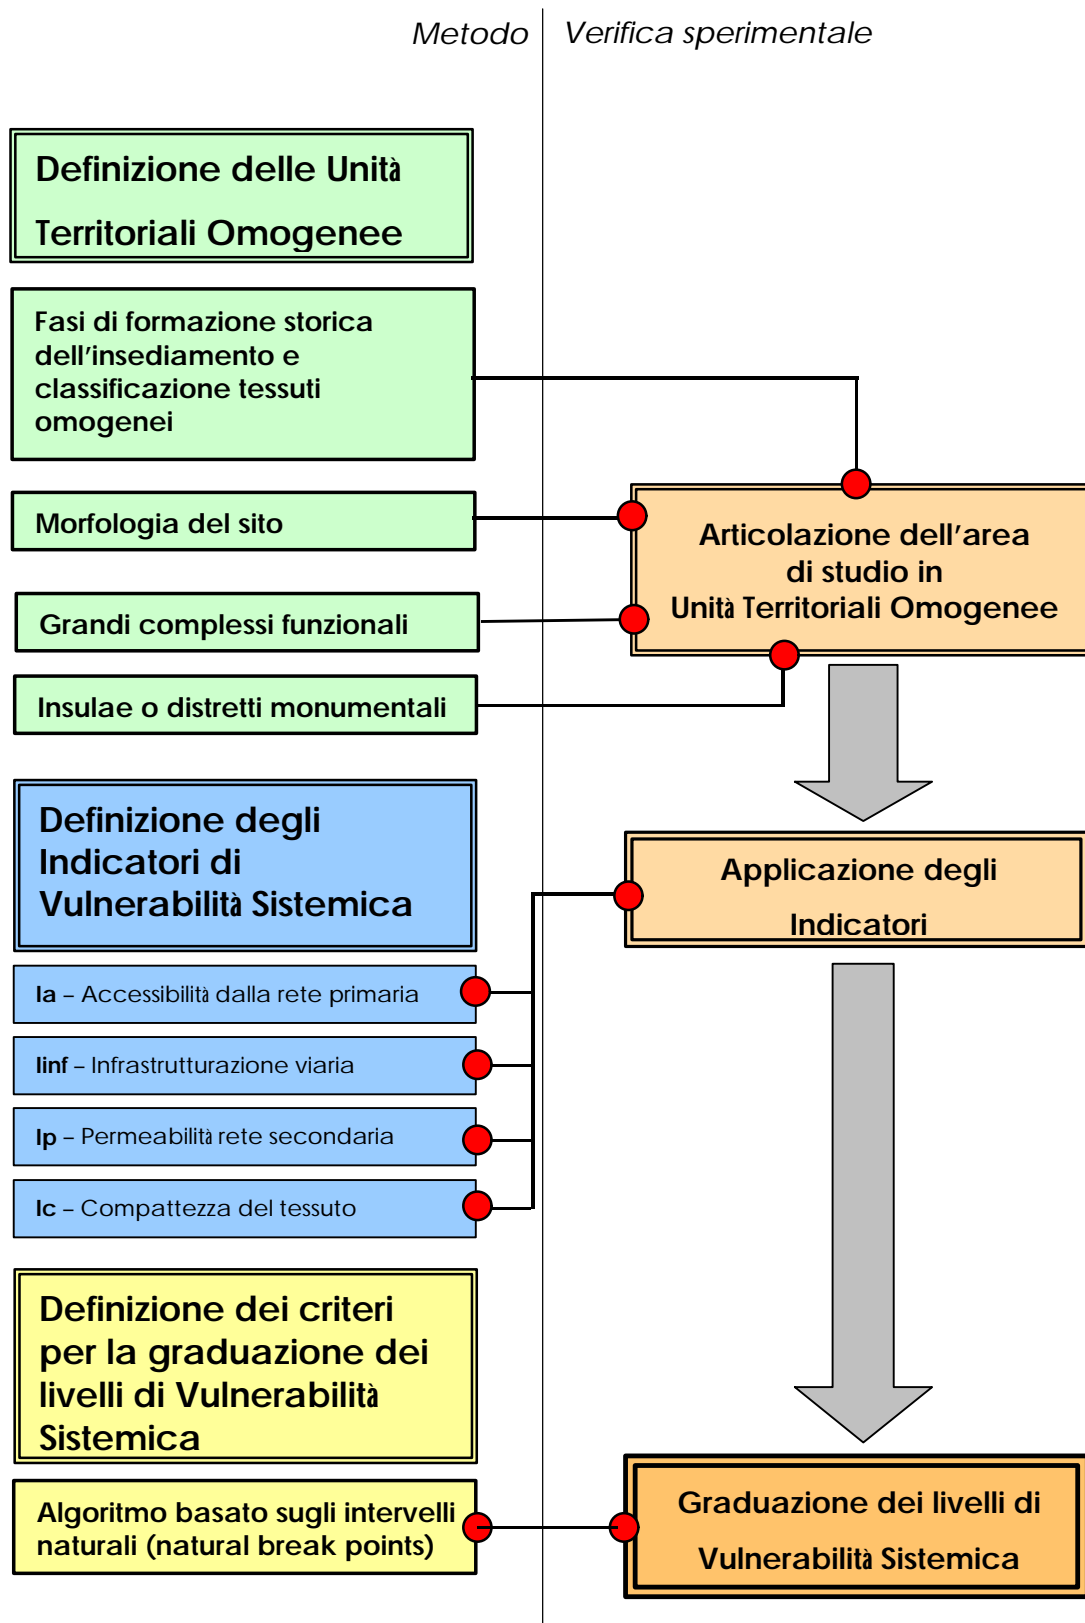 Metodo
Verifica sperimentale
Definizione delle Unità
Territoriali Omogenee
Fasi di formazione storica
dell'insediamento e
classificazione tessuti
omogenei
Morfologia del sito
Grandi complessi funzionali
Insulae o distretti monumentali
Articolazione dell'area
di studio in
Unità Territoriali Omogenee
Definizione degli
Indicatori di
Vulnerabilità Sistemica
Applicazione degli
Indicatori
Ia – Accessibilità dalla rete primaria
Iinf – Infrastrutturazione viaria
Ip – Permeabilità rete secondaria
Ic – Compattezza del tessuto
Definizione dei criteri
per la graduazione dei
livelli di Vulnerabilità
Sistemica
Algoritmo basato sugli intervelli
naturali (natural break points)
Graduazione dei livelli di
Vulnerabilità Sistemica